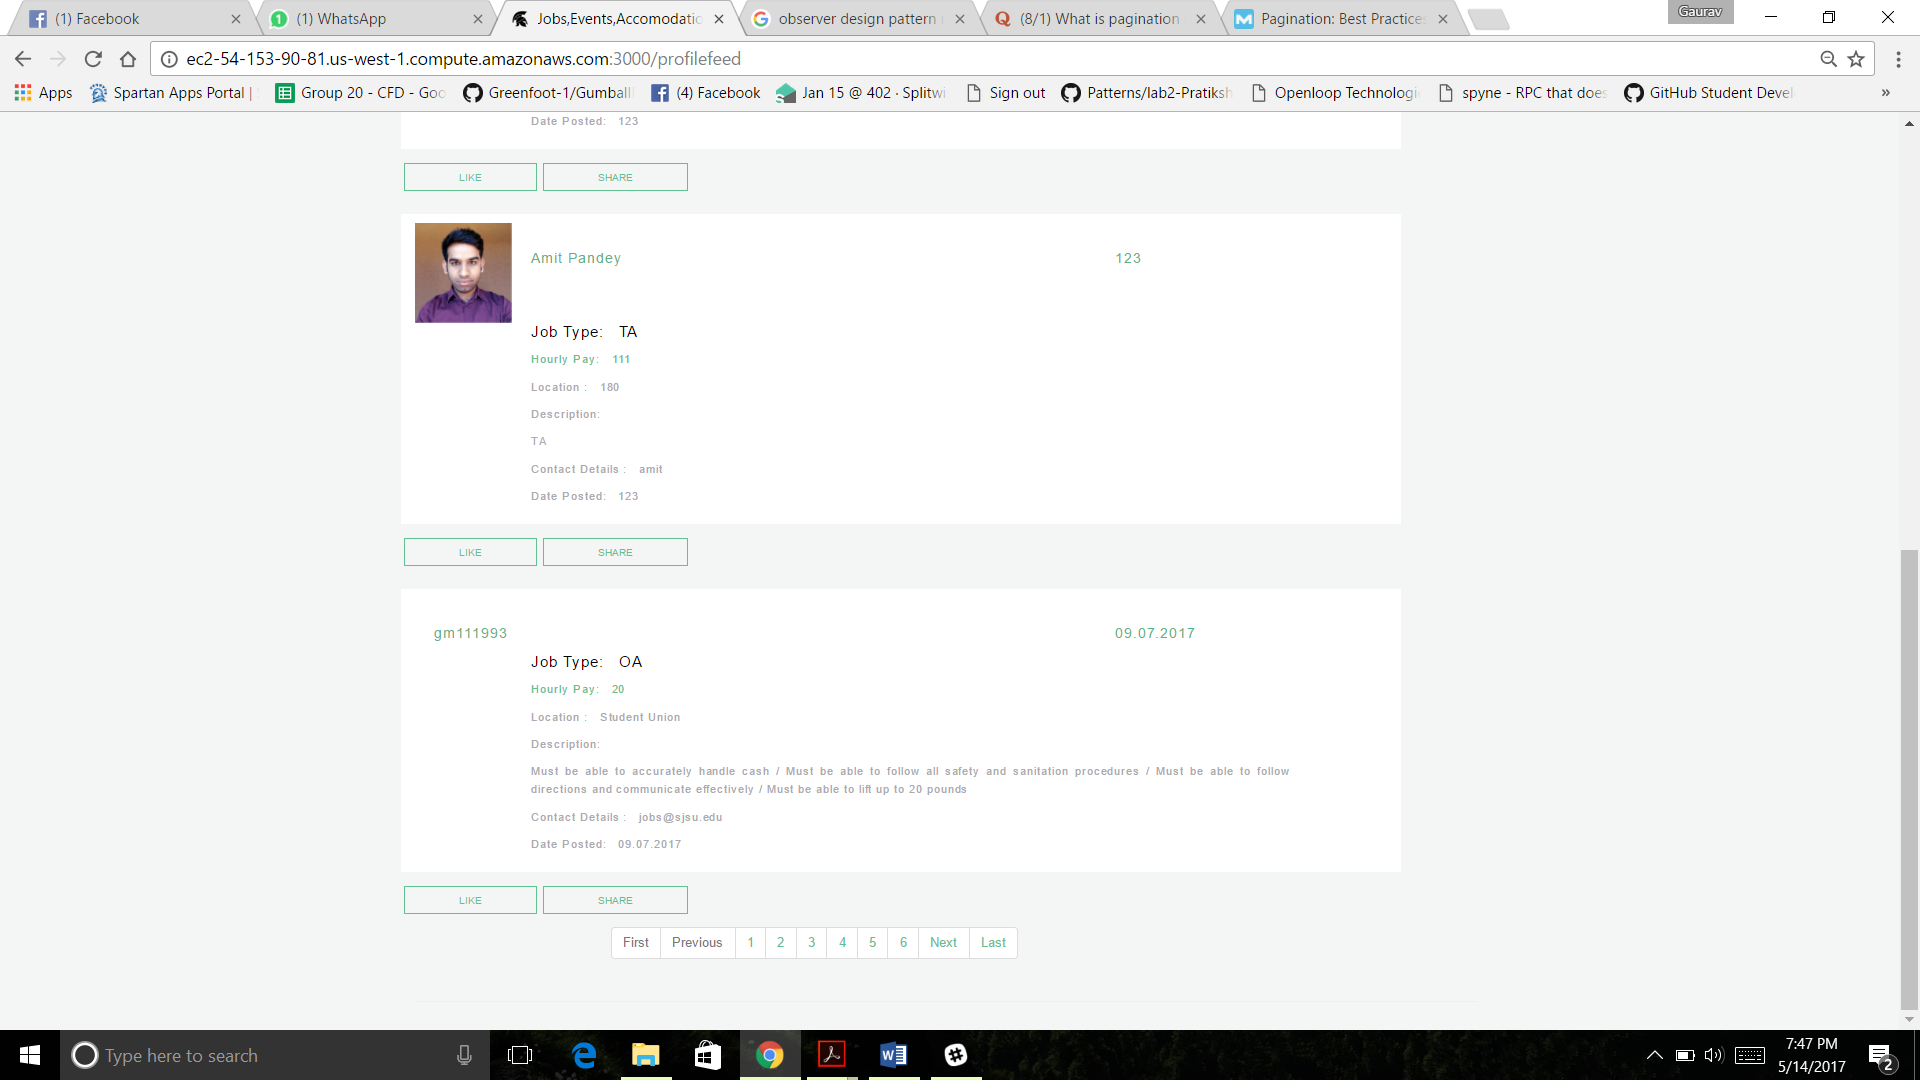 (1) Facebook
(1) WhatsApp
Jobs,Events,Accomodatio
observer design pattern
(8/1) What is pagination
Pagination: Best Practices
Gaurav
ec2-54-153-90-81.us-west-1.compute.amazonaws.com:3000/profilefeed
Apps
Spartan Apps Portal |
Group 20 - CFD - Goo
Greenfoot-1/Gumball
(4) Facebook
Jan 15 @ 402 · Splitwi
Sign out
Patterns/lab2-Pratiksh
Openloop Technologi
spyne - RPC that does
GitHub Student Devel
»
Date Posted: 123
LIKE SHARE
Amit Pandey 123
Job Type: TA
Hourly Pay: 111
Location : 180
Description:
TA
Contact Details : amit
Date Posted: 123
LIKE SHARE
gm111993 09.07.2017
Job Type: OA
Hourly Pay: 20
Location : Student Union
Description:
Must be able to accurately handle cash / Must be able to follow all safety and sanitation procedures / Must be able to follow
directions and communicate effectively / Must be able to lift up to 20 pounds
Contact Details : jobs@sjsu.edu
Date Posted: 09.07.2017
LIKE SHARE
First Previous 1 2 3 4 5 6 Next Last
Type here to search
7:47 PM
5/14/2017
2